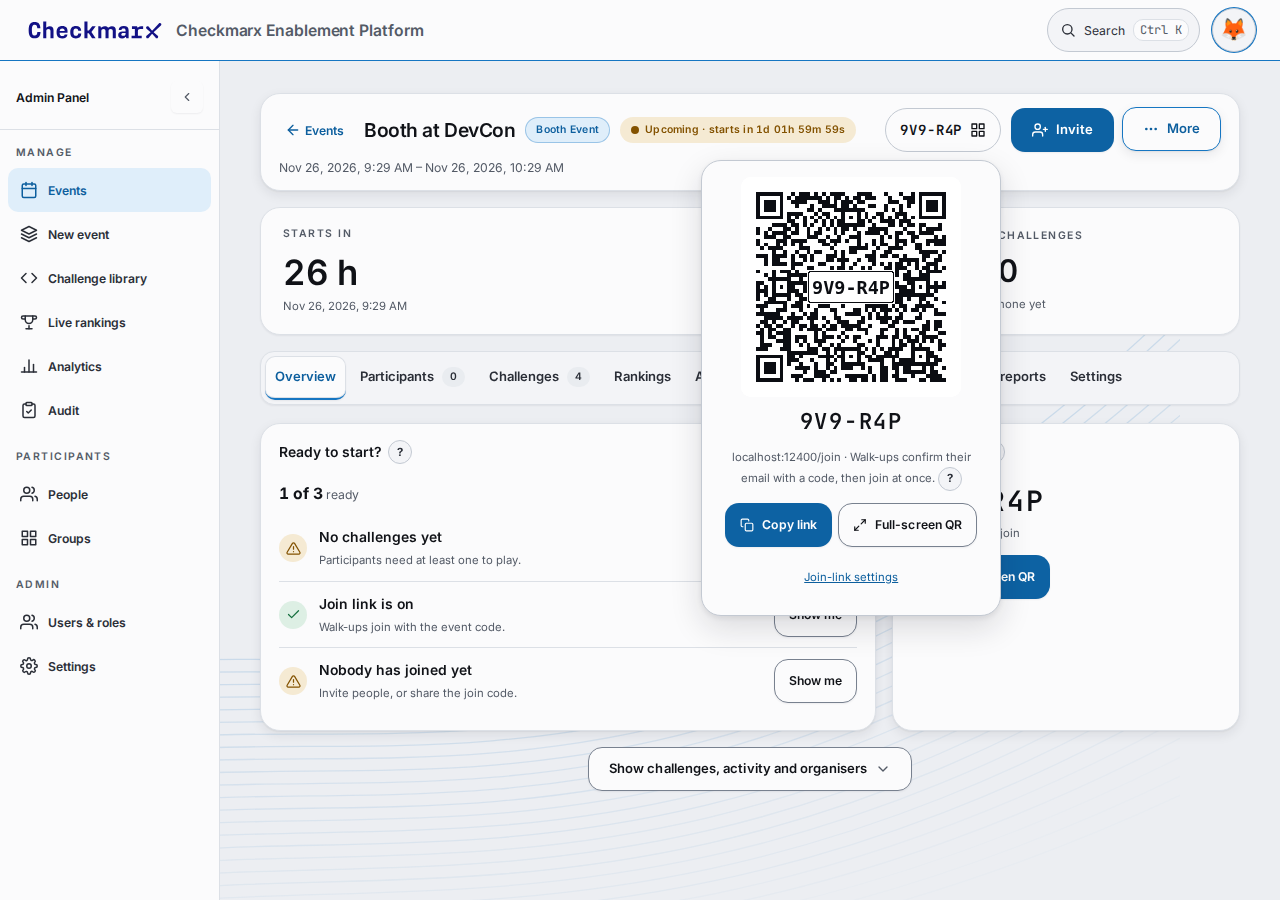 Checkmarx
Checkmarx Enablement Platform
Search
Ctrl K
Admin Panel
MANAGE
Events
New event
Challenge library
Live rankings
Analytics
Audit
PARTICIPANTS
People
Groups
ADMIN
Users & roles
Settings
Events
Booth at DevCon
Booth Event
Upcoming · starts in 1d 01h 59m 59s
9V9-R4P
Invite
More
Nov 26, 2026, 9:29 AM – Nov 26, 2026, 10:29 AM
STARTS IN
26 h
Nov 26, 2026, 9:29 AM
CHALLENGES
0
none yet
Overview
Participants 0
Challenges 4
Rankings
reports
Settings
Ready to start? ?
1 of 3 ready
No challenges yet
Participants need at least one to play.
Join link is on
Walk-ups join with the event code.
Show me
Nobody has joined yet
Invite people, or share the join code.
Show me
9V9-R4P
9V9-R4P
localhost:12400/join · Walk-ups confirm their
email with a code, then join at once. ?
Copy link
Full-screen QR
Join-link settings
R4P
join
en QR
Show challenges, activity and organisers